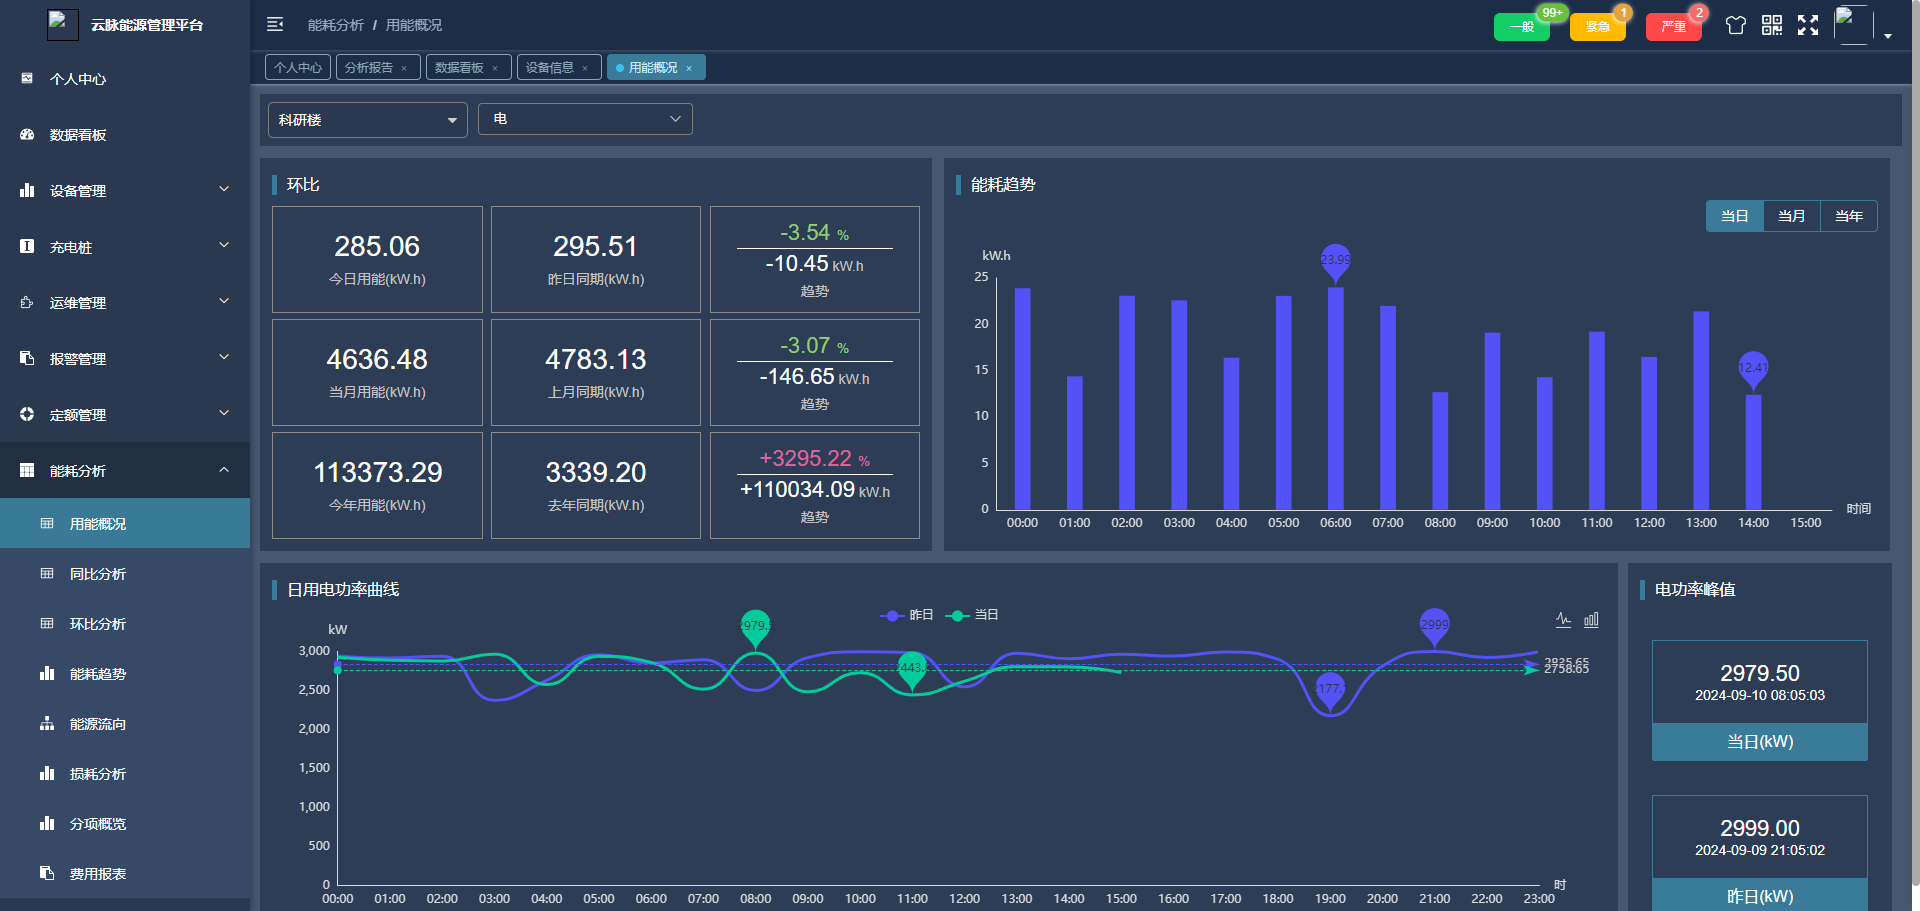 云脉能源管理平台
个人中心
数据看板
设备管理
充电桩
运维管理
报警管理
定额管理
能耗分析
用能概况
同比分析
环比分析
能耗趋势
能源流向
损耗分析
分项概览
费用报表
能耗分析 / 用能概况
一般 99+ 紧急 1 严重 2
个人中心 分析报告 × 数据看板 × 设备信息 × 用能概况 ×
科研楼 电
环比
285.06
今日用能(kW.h)
295.51
昨日同期(kW.h)
-3.54 %
-10.45 kW.h
趋势
4636.48
当月用能(kW.h)
4783.13
上月同期(kW.h)
-3.07 %
-146.65 kW.h
趋势
113373.29
今年用能(kW.h)
3339.20
去年同期(kW.h)
+3295.22 %
+110034.09 kW.h
趋势
能耗趋势
当日 当月 当年
kW.h
25
20
15
10
5
0
23.99
12.41
00:00 01:00 02:00 03:00 04:00 05:00 06:00 07:00 08:00 09:00 10:00 11:00 12:00 13:00 14:00 15:00
时间
日用电功率曲线
昨日 当日
kW
3,000
2,500
2,000
1,500
1,000
500
0
2999
2758.65
00:00 01:00 02:00 03:00 04:00 05:00 06:00 07:00 08:00 09:00 10:00 11:00 12:00 13:00 14:00 15:00 16:00 17:00 18:00 19:00 20:00 21:00 22:00 23:00
时
电功率峰值
2979.50
2024-09-10 08:05:03
当日(kW)
2999.00
2024-09-09 21:05:02
昨日(kW)